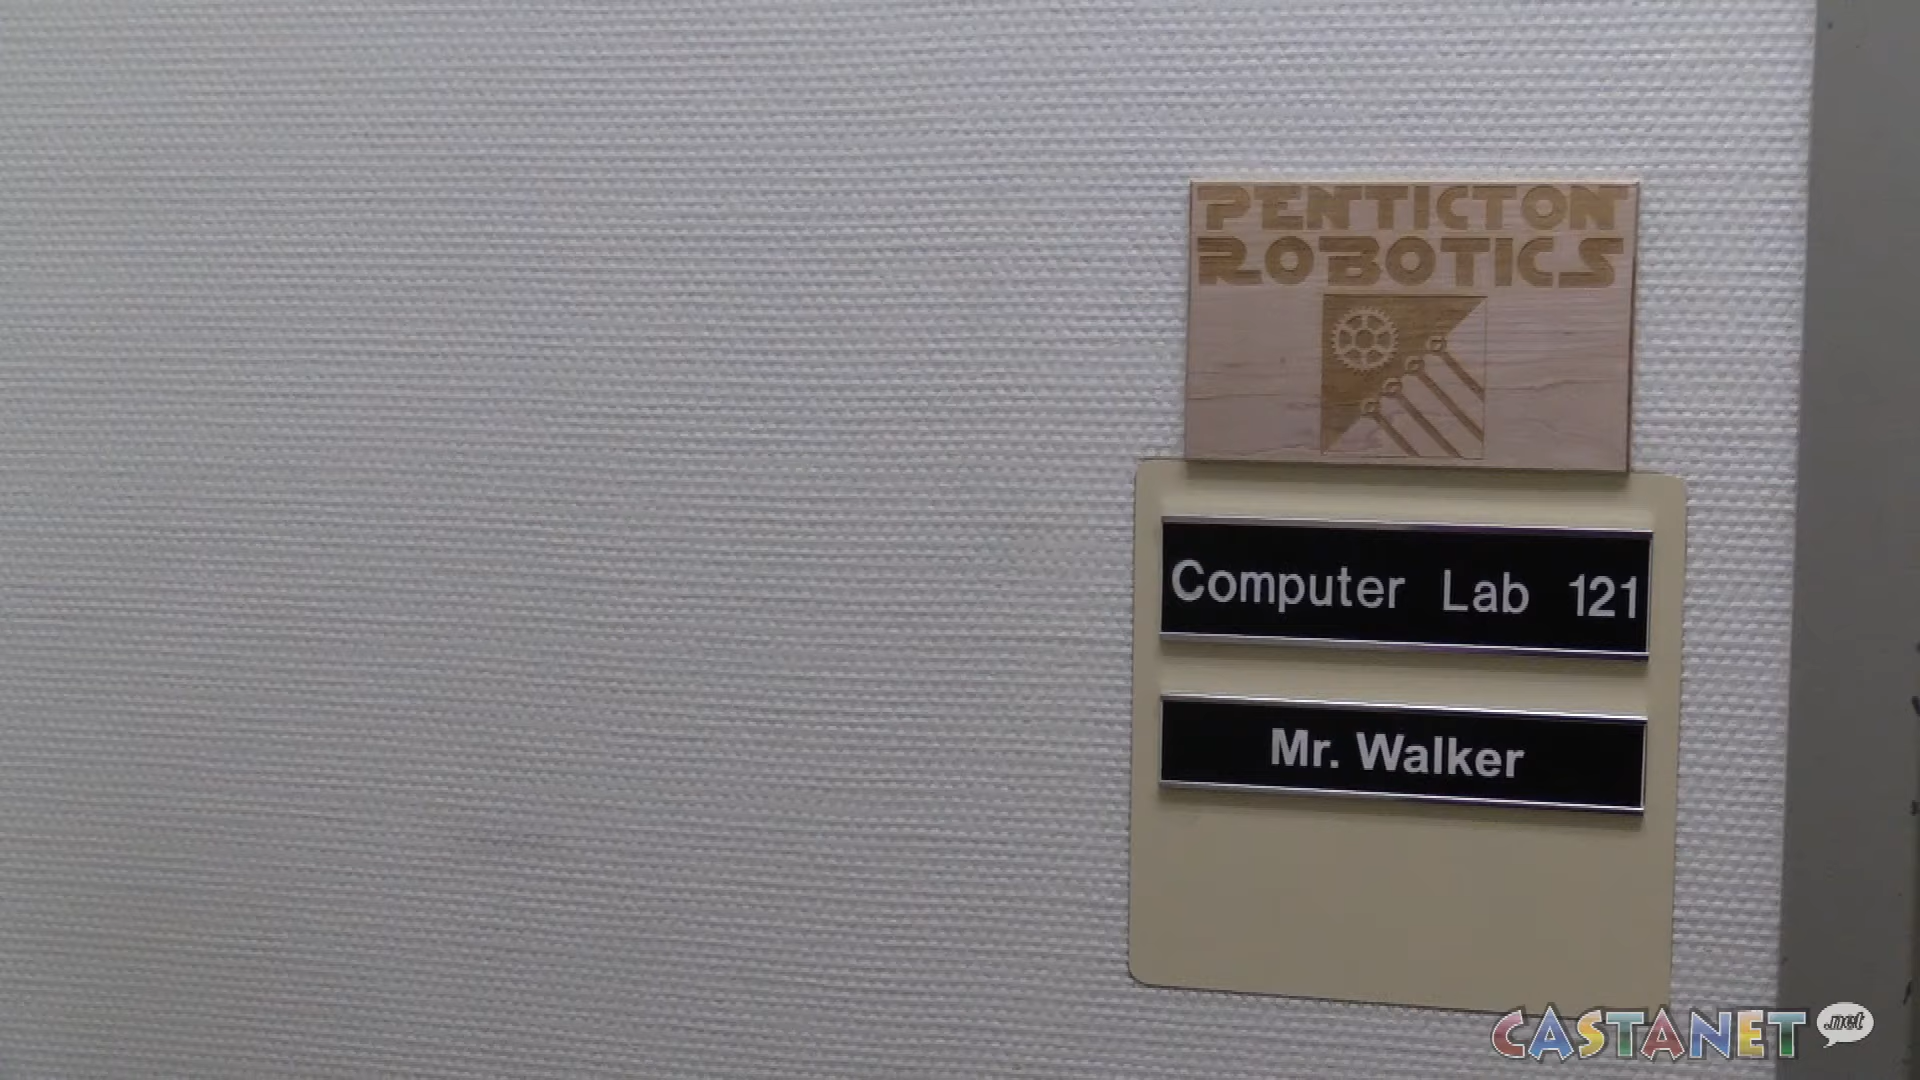 PENTICTON
ROBOTICS
Computer Lab 121
Mr. Walker
CASTANET .net